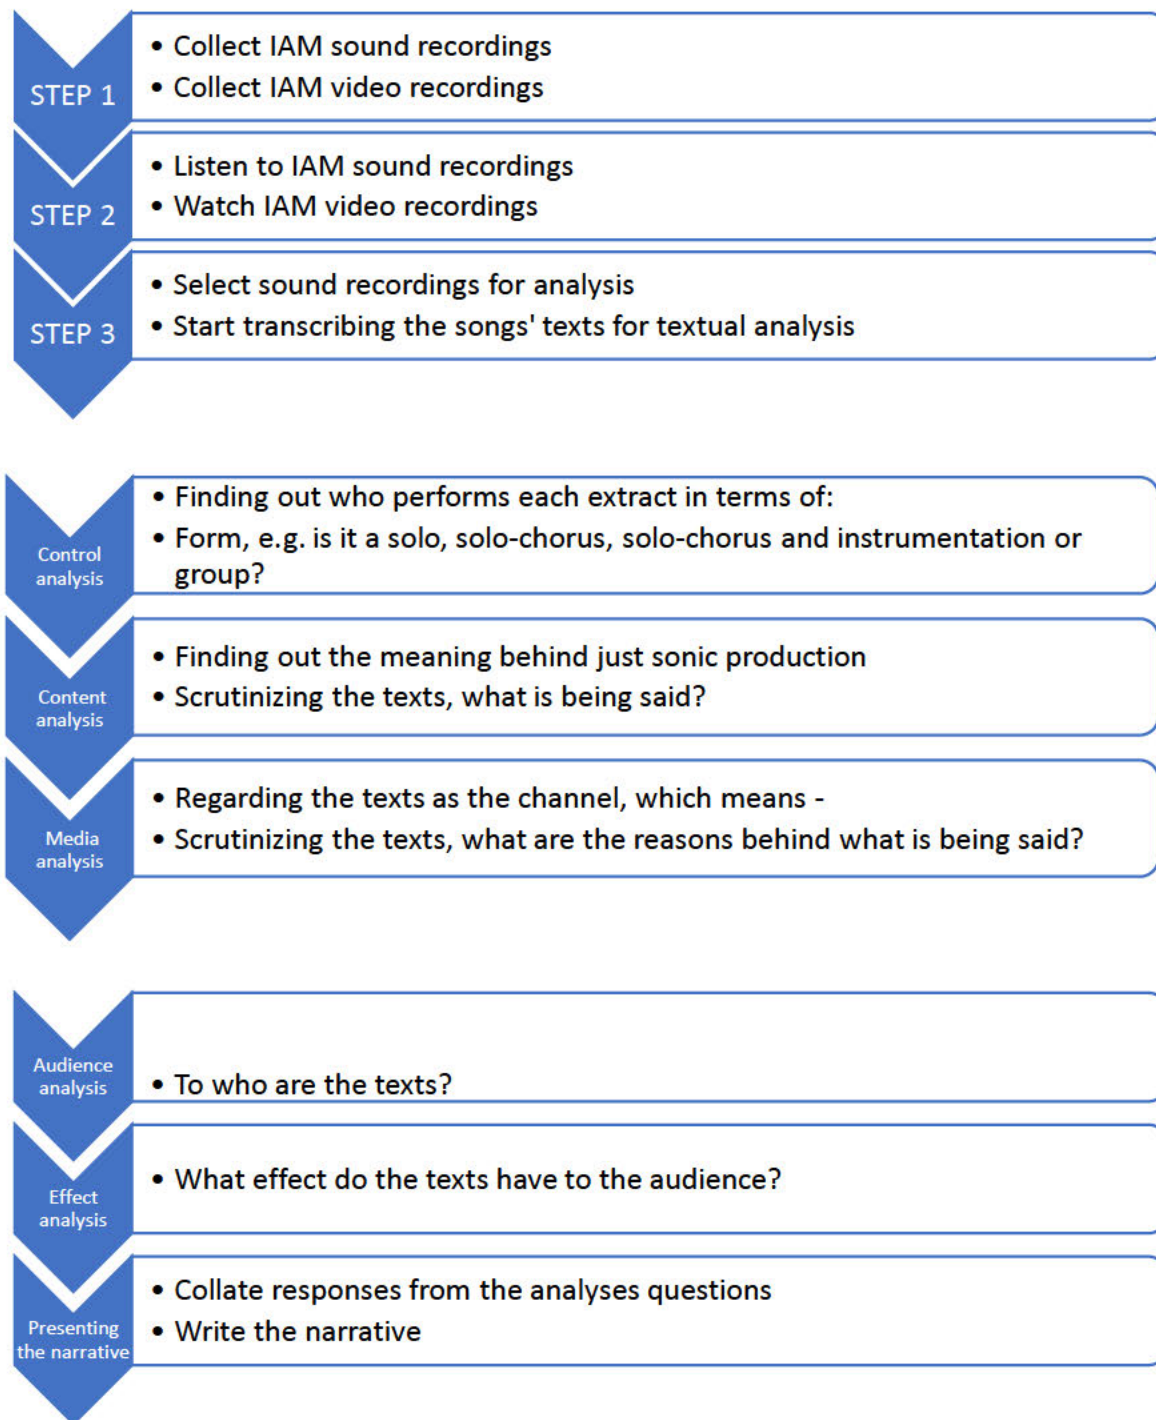 STEP 1
• Collect IAM sound recordings
• Collect IAM video recordings
STEP 2
• Listen to IAM sound recordings
• Watch IAM video recordings
STEP 3
• Select sound recordings for analysis
• Start transcribing the songs' texts for textual analysis
Control
analysis
• Finding out who performs each extract in terms of:
• Form, e.g. is it a solo, solo-chorus, solo-chorus and instrumentation or
group?
Content
analysis
• Finding out the meaning behind just sonic production
• Scrutinizing the texts, what is being said?
Media
analysis
• Regarding the texts as the channel, which means -
• Scrutinizing the texts, what are the reasons behind what is being said?
Audience
analysis
• To who are the texts?
Effect
analysis
• What effect do the texts have to the audience?
Presenting
the narrative
• Collate responses from the analyses questions
• Write the narrative